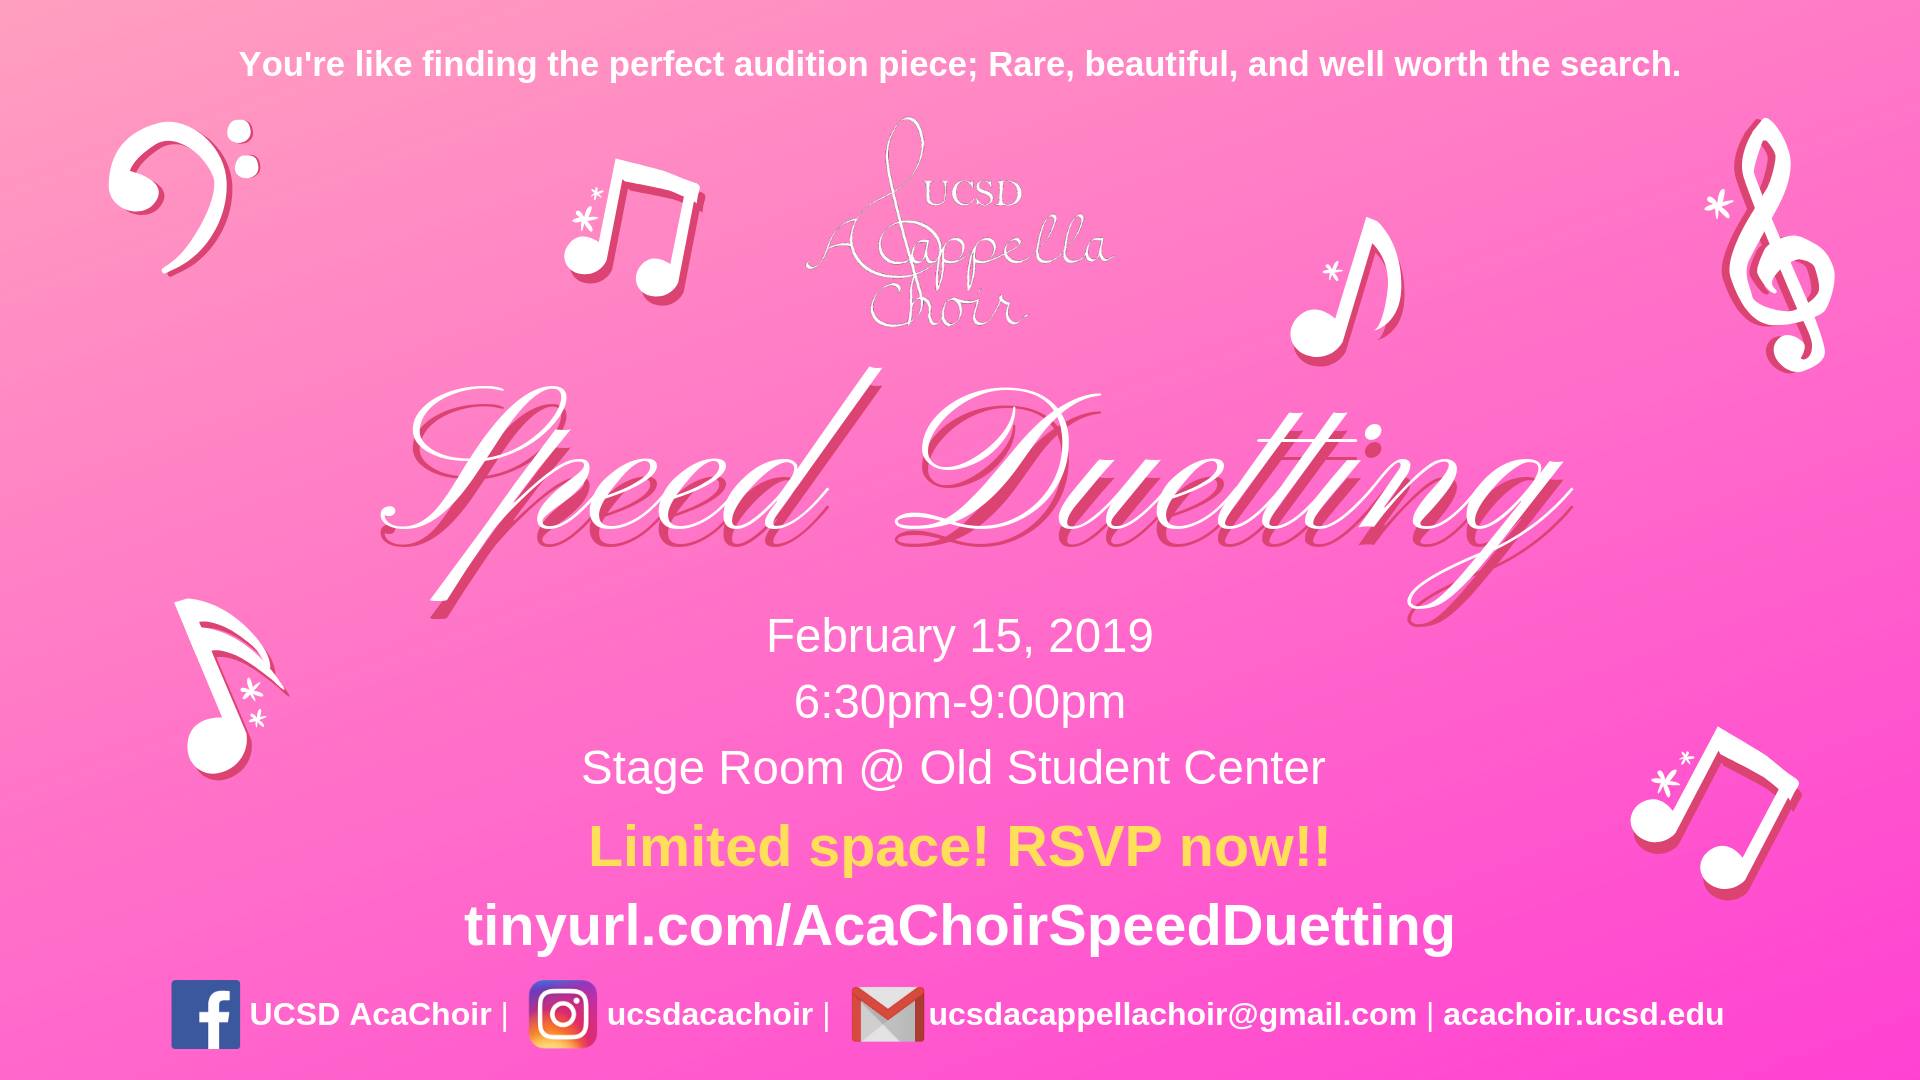 You're like finding the perfect audition piece; Rare, beautiful, and well worth the search.
UCSD
A Cappella
Choir
Speed Duetting
February 15, 2019
6:30pm-9:00pm
Stage Room @ Old Student Center
Limited space! RSVP now!!
tinyurl.com/AcaChoirSpeedDuetting
UCSD AcaChoir | ucsdacachoir | ucsdacappellachoir@gmail.com | acachoir.ucsd.edu